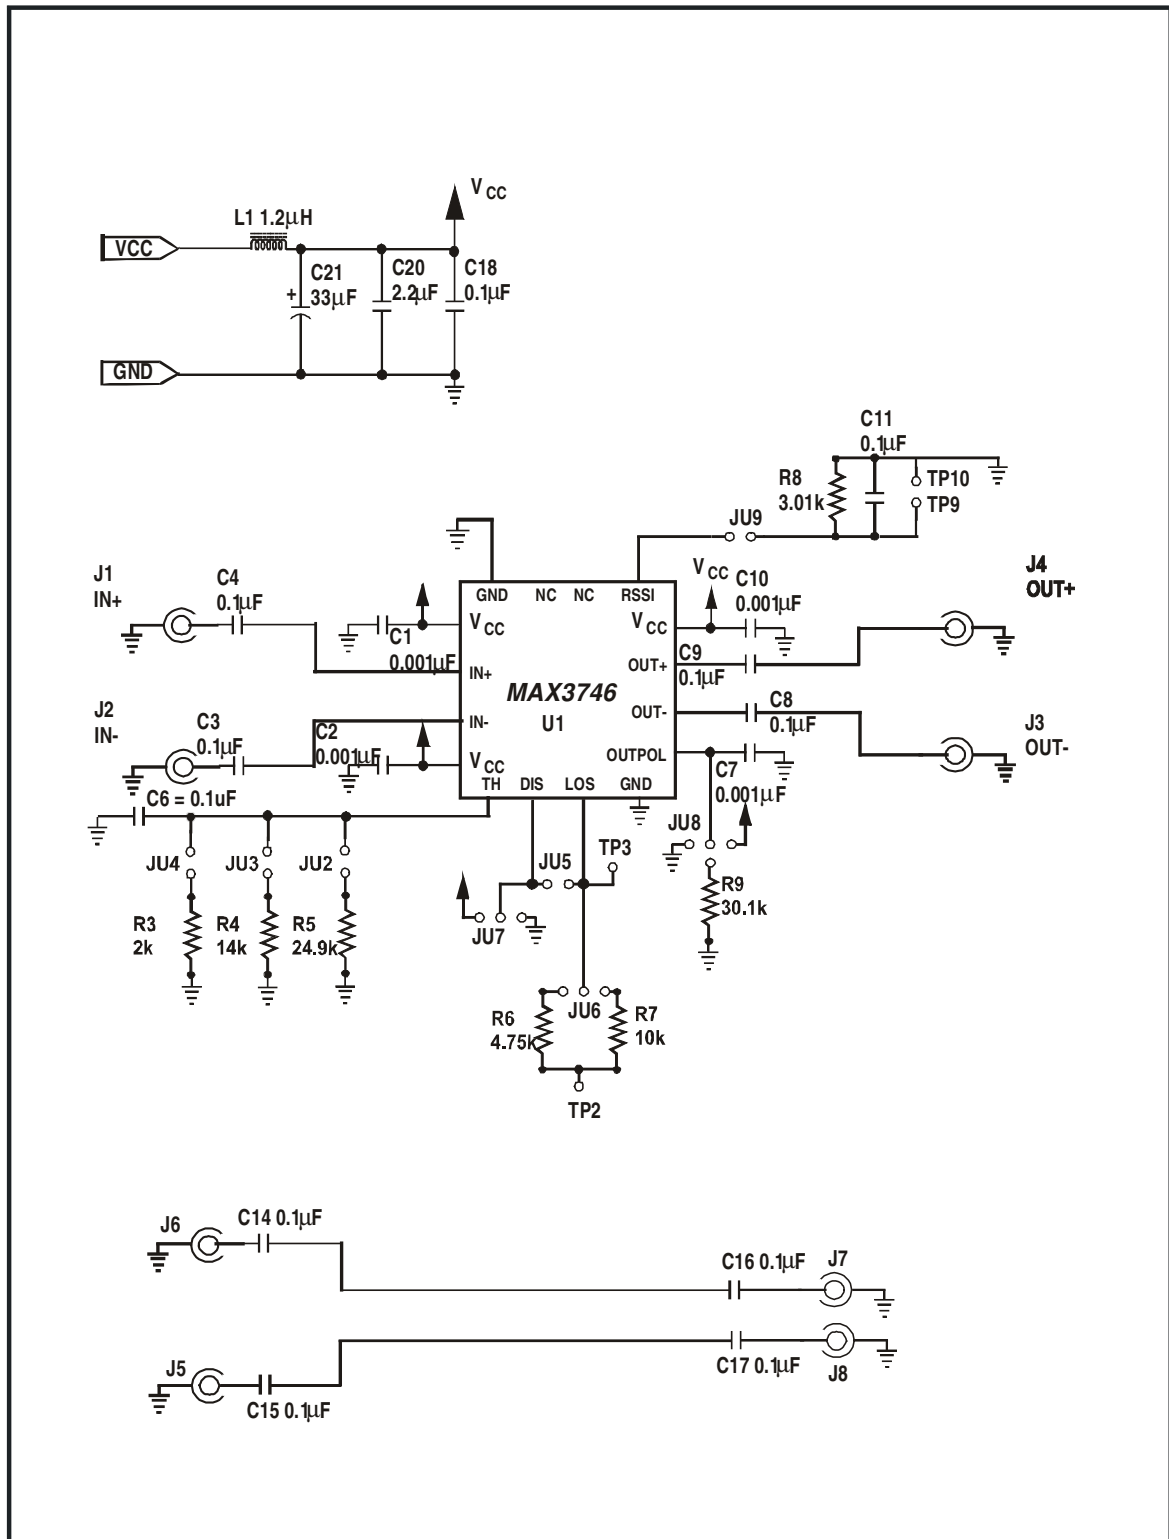 V CC
L1 1.2µH
VCC
C21
33µF
+
C20
2.2µF
C18
0.1µF
GND
C11
0.1µF
R8
3.01k
TP10
TP9
JU9
J1
IN+
C4
0.1µF
J4
OUT+
V CC
C10
0.001µF
GND
NC
NC
RSSI
V CC
V CC
C1
0.001µF
C9
0.1µF
IN+
OUT+
MAX3746
U1
J2
IN-
C3
0.1µF
C2
0.001µF
IN-
OUT-
C8
0.1µF
J3
OUT-
OUTPOL
V CC
TH
DIS
LOS
GND
C7
0.001µF
C6 = 0.1uF
JU8
JU4
JU3
JU2
JU5
TP3
R9
30.1k
R3
2k
R4
14k
R5
24.9k
JU7
JU6
R6
4.75k
R7
10k
TP2
J6
C14 0.1µF
C16 0.1µF
J7
J5
C15 0.1µF
C17 0.1µF
J8